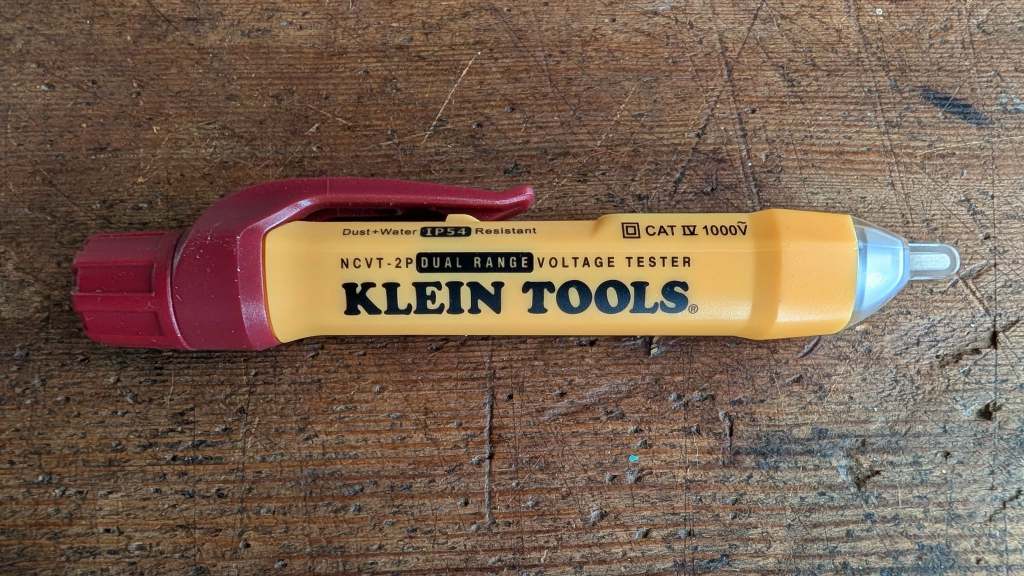 Dust+Water IP54 Resistant
CAT IV 1000V~
NCVT-2P DUAL RANGE VOLTAGE TESTER
KLEIN TOOLS®